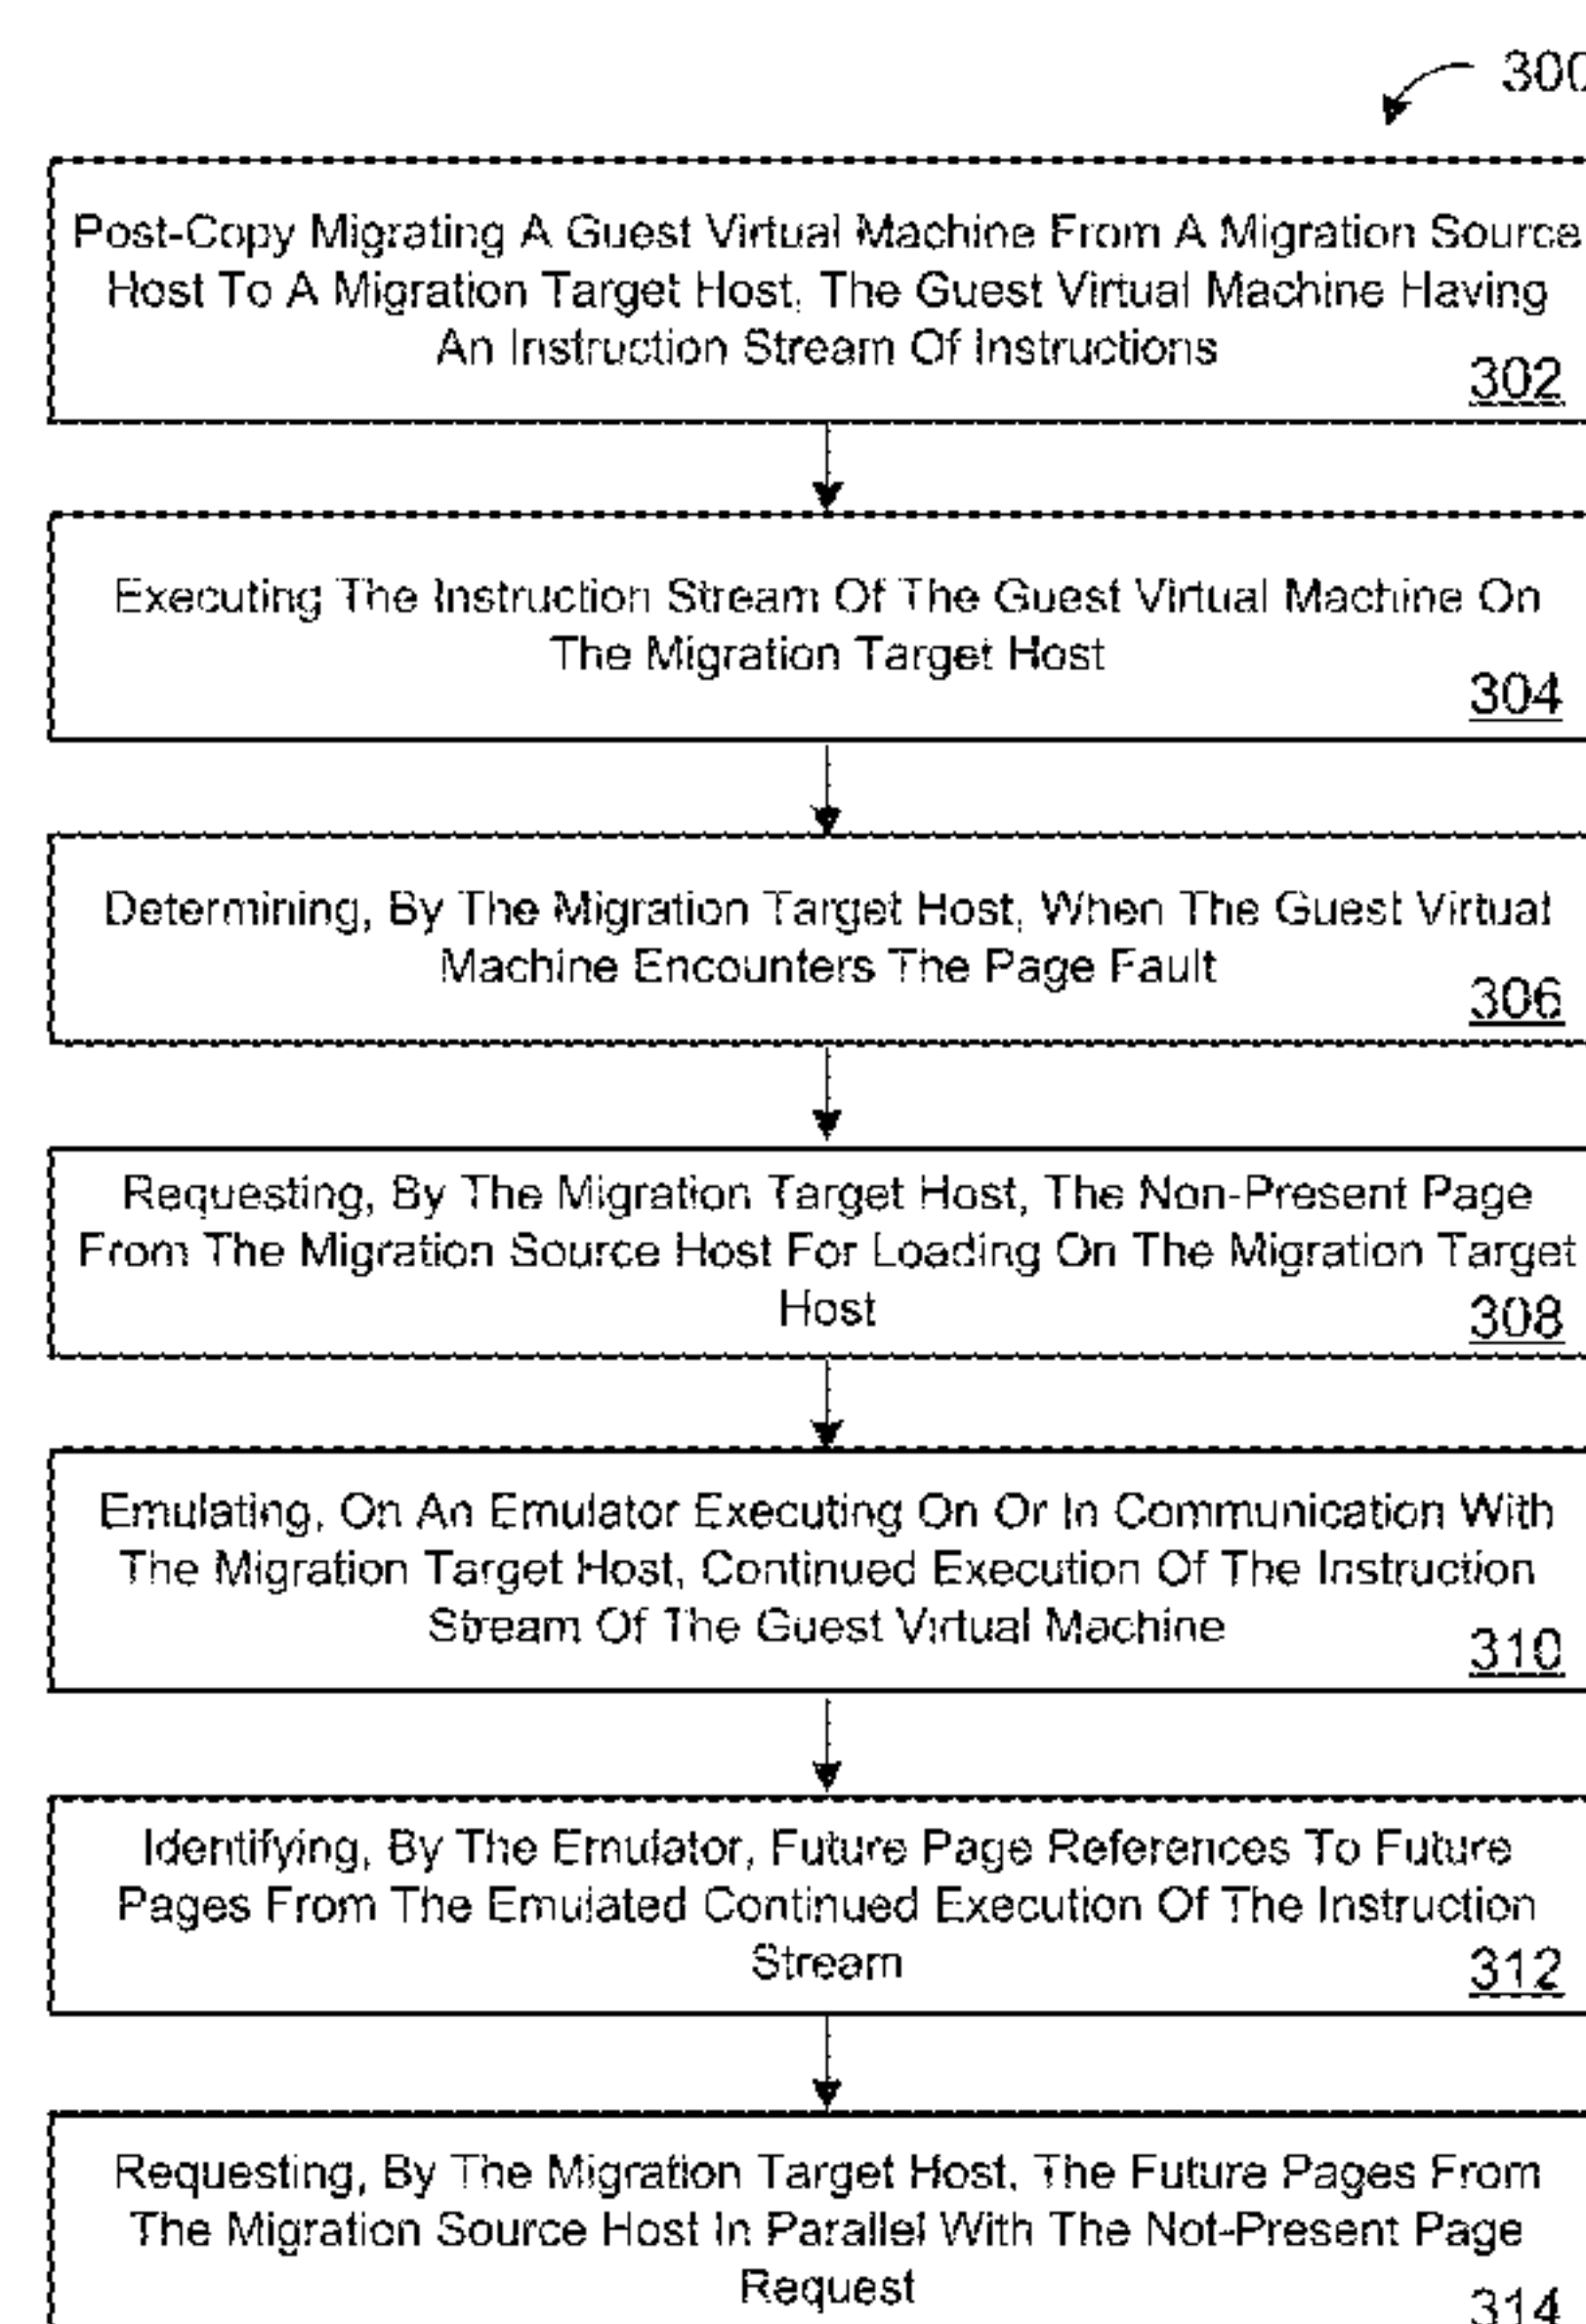 300
Post-Copy Migrating A Guest Virtual Machine From A Migration Source
Host To A Migration Target Host, The Guest Virtual Machine Having
An Instruction Stream Of Instructions
302
Executing The Instruction Stream Of The Guest Virtual Machine On
The Migration Target Host
304
Determining, By The Migration Target Host, When The Guest Virtual
Machine Encounters The Page Fault
306
Requesting, By The Migration Target Host, The Non-Present Page
From The Migration Source Host For Loading On The Migration Target
Host
308
Emulating, On An Emulator Executing On Or In Communication With
The Migration Target Host, Continued Execution Of The Instruction
Stream Of The Guest Virtual Machine
310
Identifying, By The Emulator, Future Page References To Future
Pages From The Emulated Continued Execution Of The Instruction
Stream
312
Requesting, By The Migration Target Host, The Future Pages From
The Migration Source Host In Parallel With The Not-Present Page
Request
314